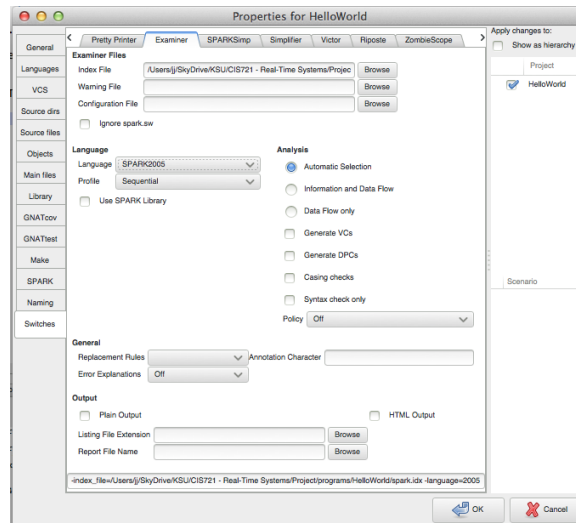 Properties for HelloWorld
General
Languages
VCS
Source dirs
Source files
Objects
Main files
Library
GNATcov
GNATtest
Make
SPARK
Naming
Switches
Pretty Printer Examiner SPARKSimp Simplifier Victor Riposte ZombieScope
Examiner Files
Index File /Users/jj/SkyDrive/KSU/CIS721 - Real-Time Systems/Projec Browse
Warning File Browse
Configuration File Browse
Ignore spark.sw
Language
Language SPARK2005
Profile Sequential
Use SPARK Library
Analysis
Automatic Selection
Information and Data Flow
Data Flow only
Generate VCs
Generate DPCs
Casing checks
Syntax check only
Policy Off
General
Replacement Rules Annotation Character
Error Explanations Off
Output
Plain Output HTML Output
Listing File Extension Browse
Report File Name Browse
-index_file=/Users/jj/SkyDrive/KSU/CIS721 - Real-Time Systems/Project/programs/HelloWorld/spark.idx -language=2005
Apply changes to:
Show as hierarchy
Project
HelloWorld
Scenario
OK Cancel